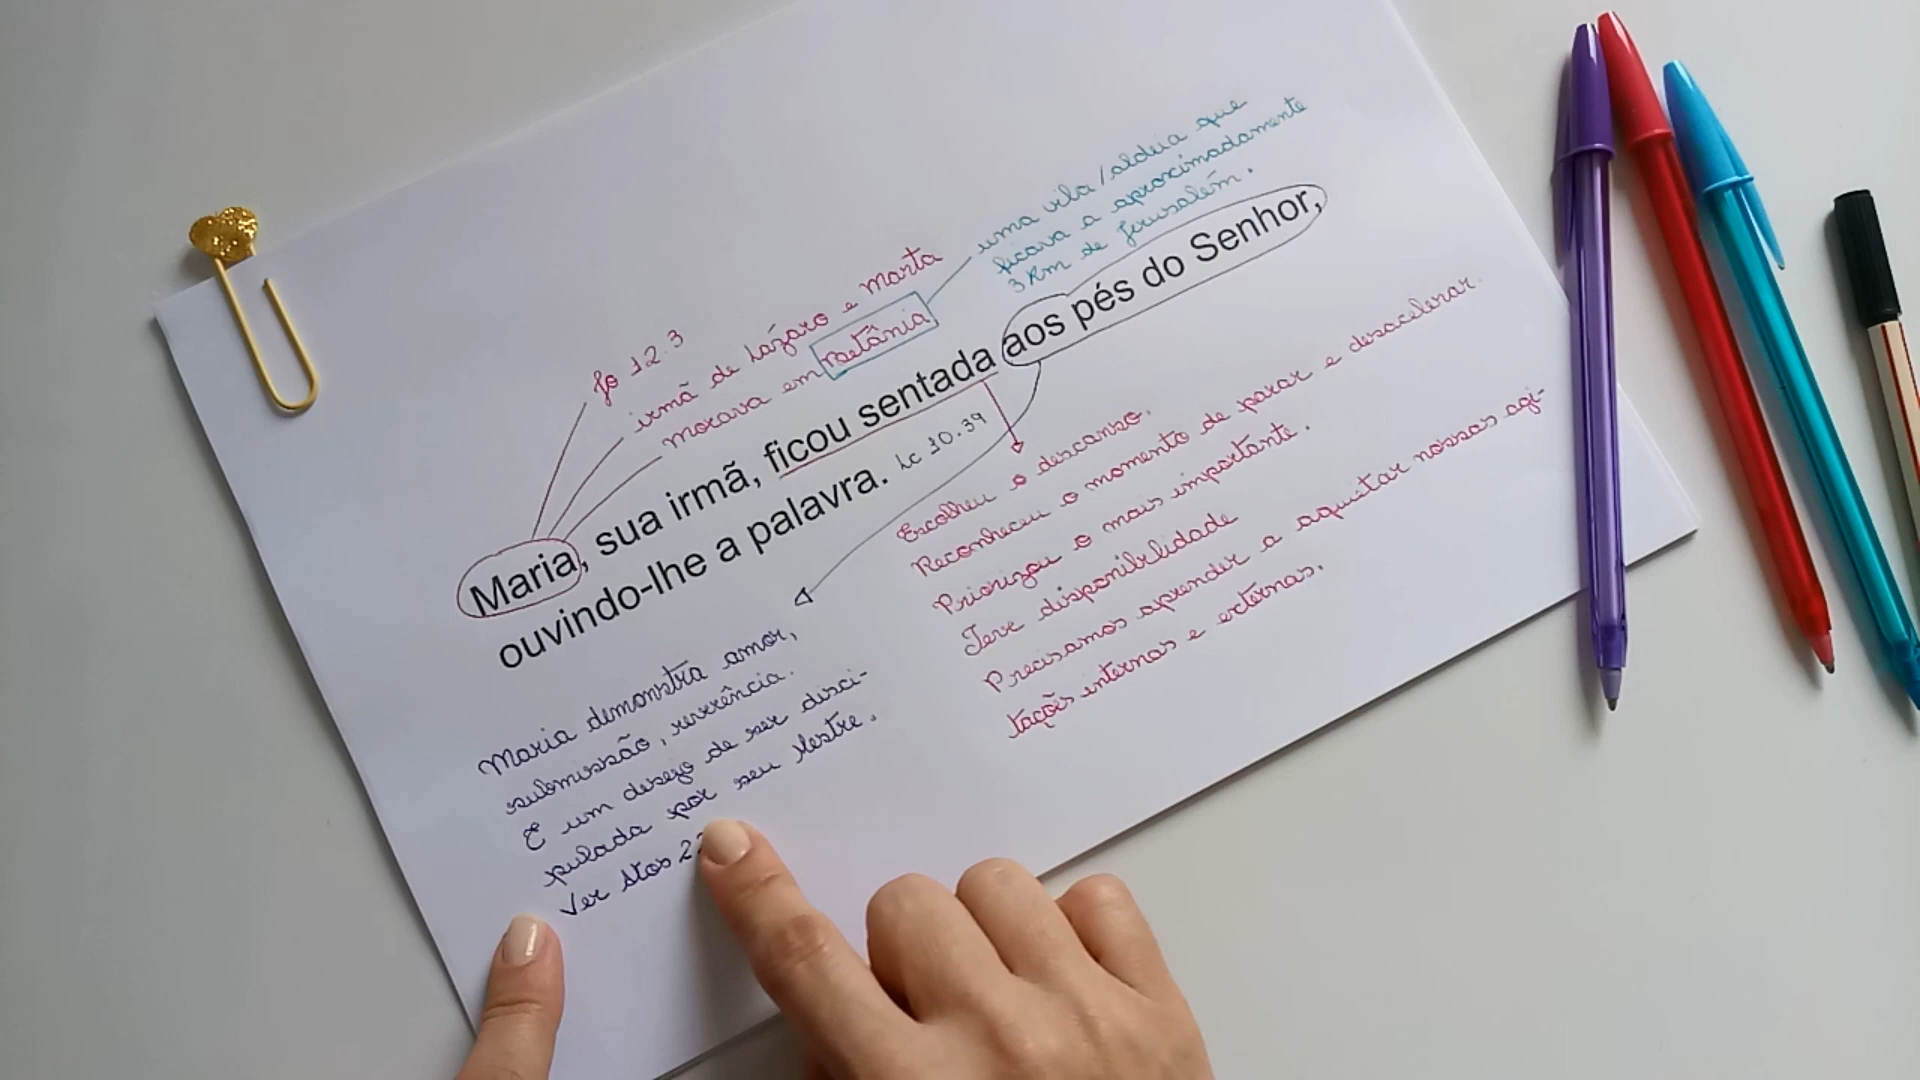 uma vila/aldeia que
ficava a aproximadamente
3 Km de Jerusalém.
Jo 12.3
irmã de Lázaro e Marta
morava em Betânia
Maria, sua irmã, ficou sentada aos pés do Senhor,
ouvindo-lhe a palavra. Lc 10.39
Escolheu o descanso.
Reconheceu o momento de parar e desacelerar.
Priorizou o mais importante.
Teve disponibilidade
Precisamos aprender a aquietar nossas agi-
tações internas e externas.
Maria demonstra amor,
submissão, reverência.
E um desejo de ser disci-
pulada por seu Mestre.
Ver Atos